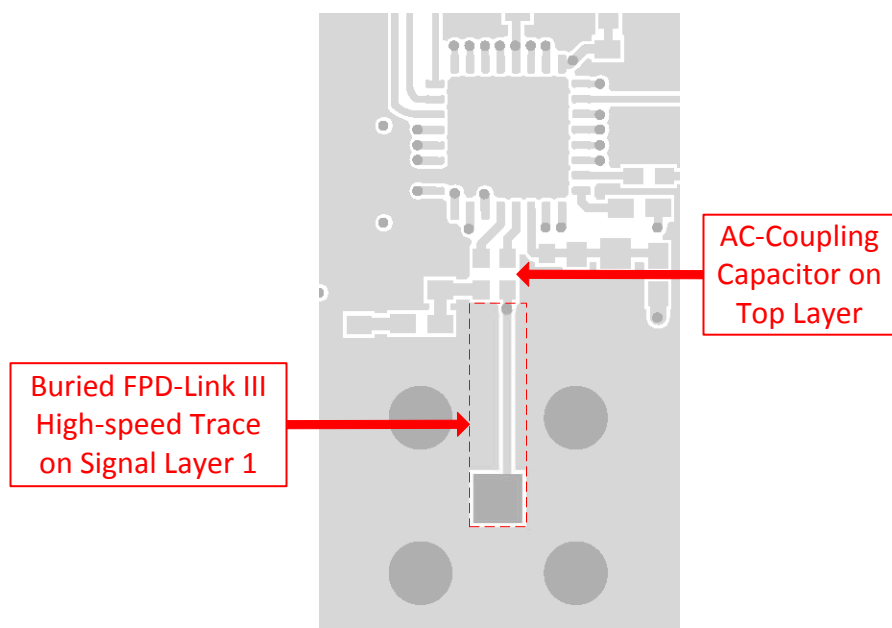 AC-Coupling
Capacitor on
Top Layer
Buried FPD-Link III
High-speed Trace
on Signal Layer 1